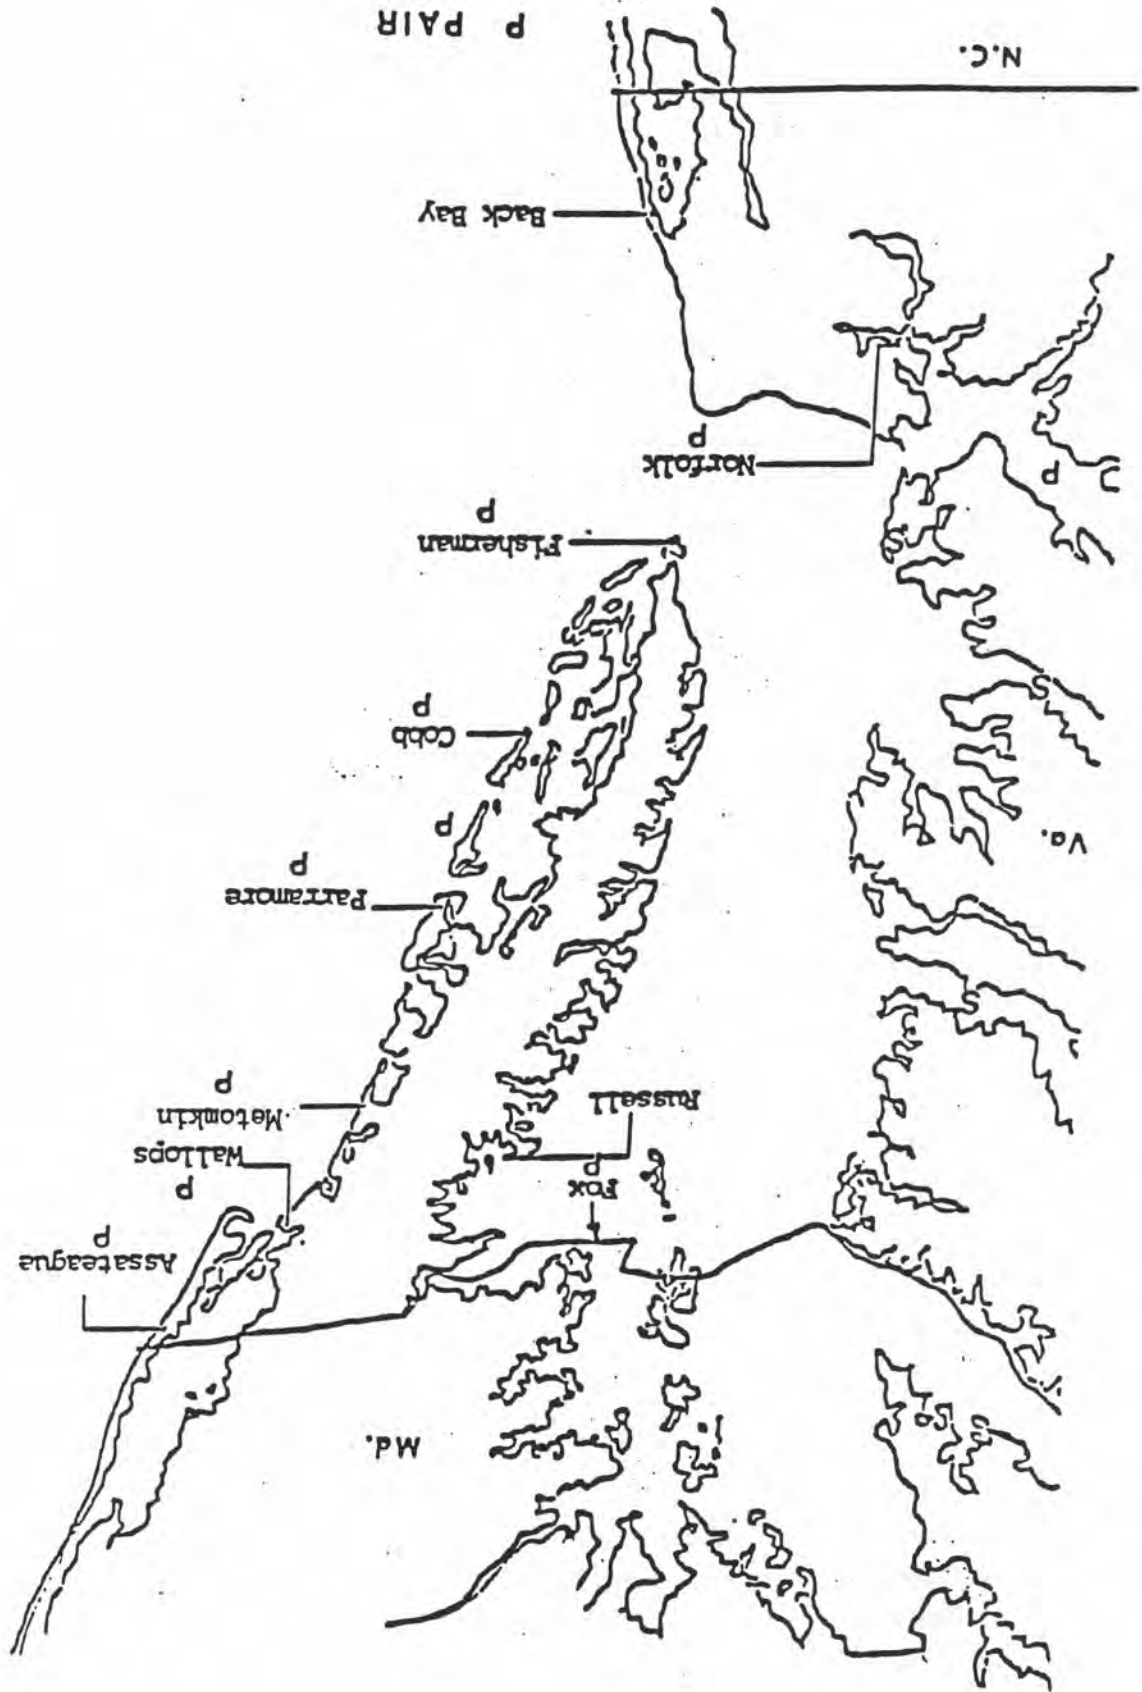 Md.
Assateague
P
Fox
P
P
Wallops
Metomkin
P
Russell
Parramore
P
Va.
P
Cobb
P
Fisherman
P
P
Norfolk
P
Back Bay
N.C.
P PAIR